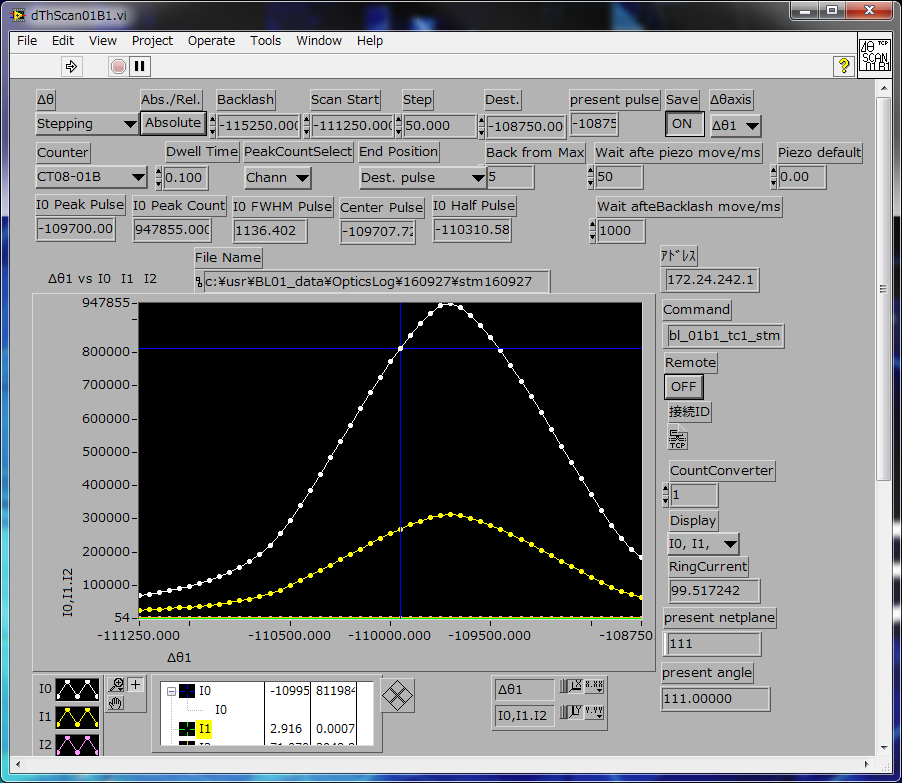 dThScan01B1.vi
File Edit View Project Operate Tools Window Help
Δθ TCP
SCAN
01B1
?
Δθ Abs./Rel. Backlash Scan Start Step Dest. present pulse Save Δθaxis
Stepping Absolute -115250.000 -111250.000 50.000 -108750.00 -10875 ON Δθ1
Counter Dwell Time PeakCountSelect End Position Back from Max Wait afte piezo move/ms Piezo default
CT08-01B 0.100 Chann Dest. pulse 5 50 0.00
I0 Peak Pulse I0 Peak Count I0 FWHM Pulse Center Pulse I0 Half Pulse Wait afteBacklash move/ms
-109700.00 947855.000 1136.402 -109707.72 -110310.58 1000
File Name
アドレス
Δθ1 vs I0 I1 I2
c:¥usr¥BL01_data¥OpticsLog¥160927¥stm160927
172.24.242.1
Command
bl_01b1_tc1_stm
Remote
OFF
接続ID
TCP
CountConverter
1
Display
I0, I1,
RingCurrent
99.517242
present netplane
111
present angle
111.00000
947855
800000
700000
600000
500000
400000
300000
200000
100000
54
I0,I1.I2
-111250.000 -110500.000 -110000.000 -109500.000 -108750
Δθ1
I0
I1
I2
I0 -10995 811984
I0
I1 2.916 0.0007
Δθ1 X X.XX
I0,I1.I2 Y Y.YY